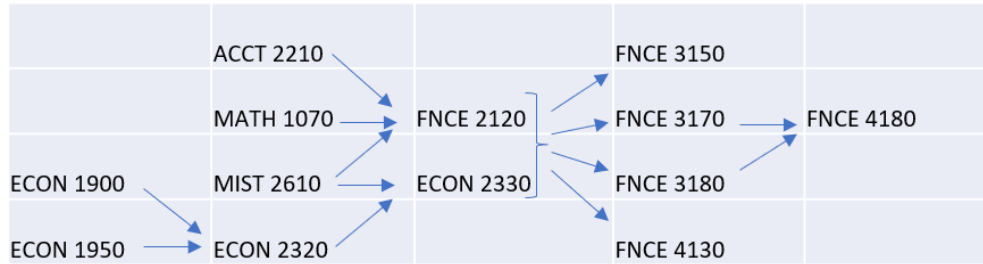 ACCT 2210 FNCE 3150
MATH 1070 FNCE 2120 FNCE 3170 FNCE 4180
ECON 1900 MIST 2610 ECON 2330 FNCE 3180
ECON 1950 ECON 2320 FNCE 4130